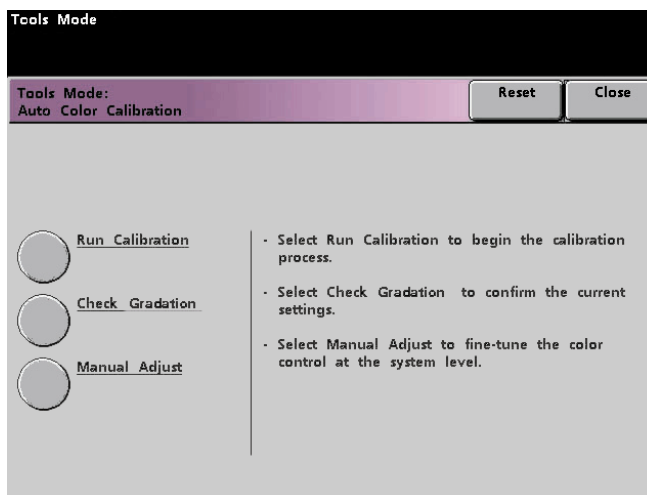 Tools Mode
Tools Mode:
Auto Color Calibration
Reset
Close
Run Calibration
Check Gradation
Manual Adjust
- Select Run Calibration to begin the calibration
process.
- Select Check Gradation to confirm the current
settings.
- Select Manual Adjust to fine-tune the color
control at the system level.